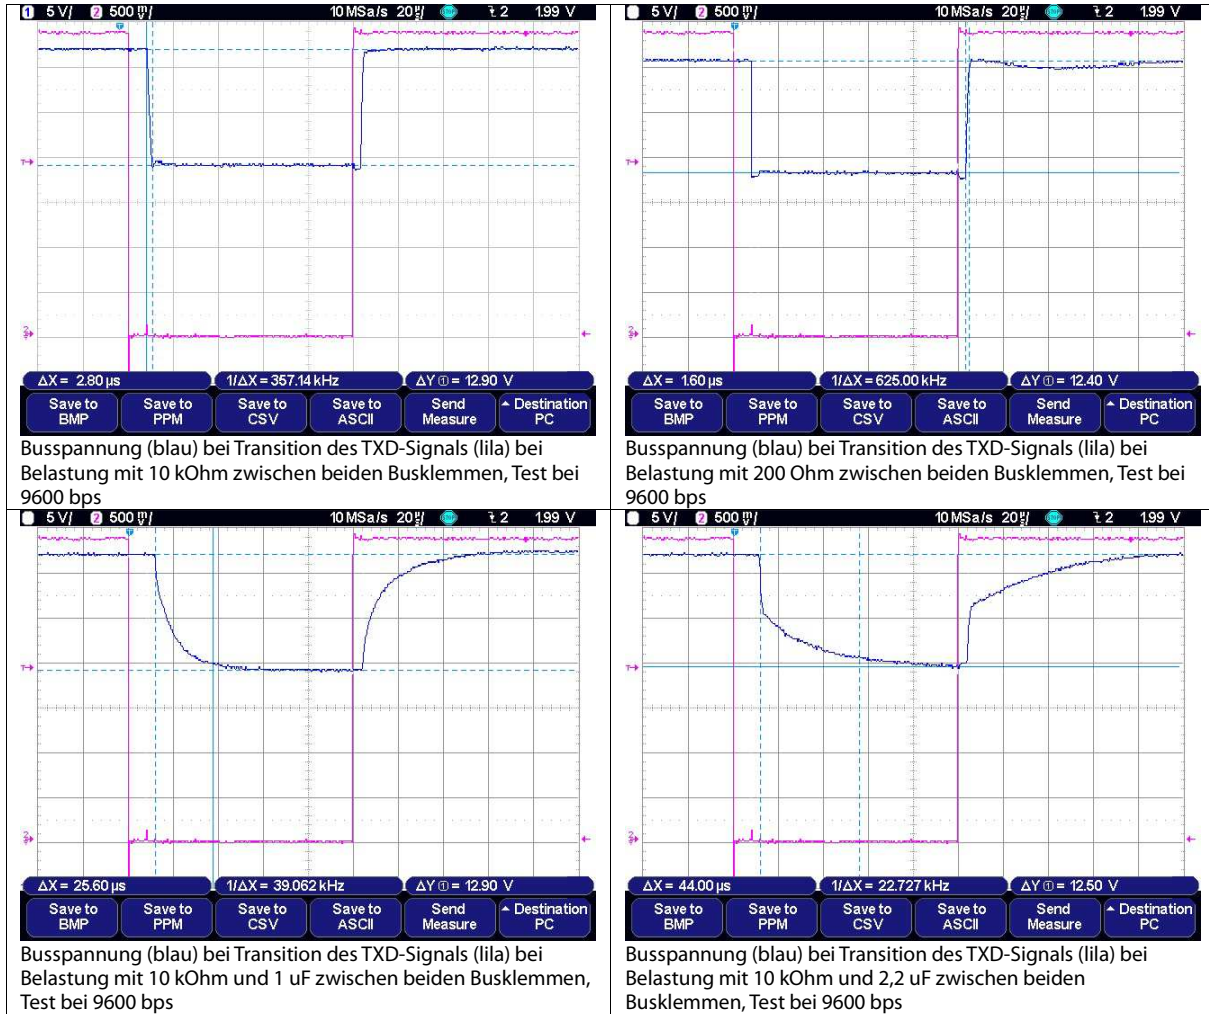 1 5 V/ 2 500 mV/ 10 MSa/s 20 µs/ STOP 2 1.99 V
T
2
ΔX = 2.80 µs 1/ΔX = 357.14 kHz ΔY 1 = 12.90 V
Save to BMP Save to PPM Save to CSV Save to ASCII Send Measure Destination PC
Busspannung (blau) bei Transition des TXD-Signals (lila) bei
Belastung mit 10 kOhm zwischen beiden Busklemmen, Test bei
9600 bps
5 V/ 2 500 mV/ 10 MSa/s 20 µs/ 2 1.99 V
T
2
ΔX = 1.60 µs 1/ΔX = 625.00 kHz ΔY 1 = 12.40 V
Save to BMP Save to PPM Save to CSV Save to ASCII Send Measure Destination PC
Busspannung (blau) bei Transition des TXD-Signals (lila) bei
Belastung mit 200 Ohm zwischen beiden Busklemmen, Test bei
9600 bps
5 V/ 2 500 mV/ 10 MSa/s 20 µs/ 2 1.99 V
T
2
ΔX = 25.60 µs 1/ΔX = 39.062 kHz ΔY 1 = 12.90 V
Save to BMP Save to PPM Save to CSV Save to ASCII Send Measure Destination PC
Busspannung (blau) bei Transition des TXD-Signals (lila) bei
Belastung mit 10 kOhm und 1 uF zwischen beiden Busklemmen,
Test bei 9600 bps
5 V/ 2 500 mV/ 10 MSa/s 20 µs/ 2 1.99 V
T
2
ΔX = 44.00 µs 1/ΔX = 22.727 kHz ΔY 1 = 12.50 V
Save to BMP Save to PPM Save to CSV Save to ASCII Send Measure Destination PC
Busspannung (blau) bei Transition des TXD-Signals (lila) bei
Belastung mit 10 kOhm und 2,2 uF zwischen beiden
Busklemmen, Test bei 9600 bps